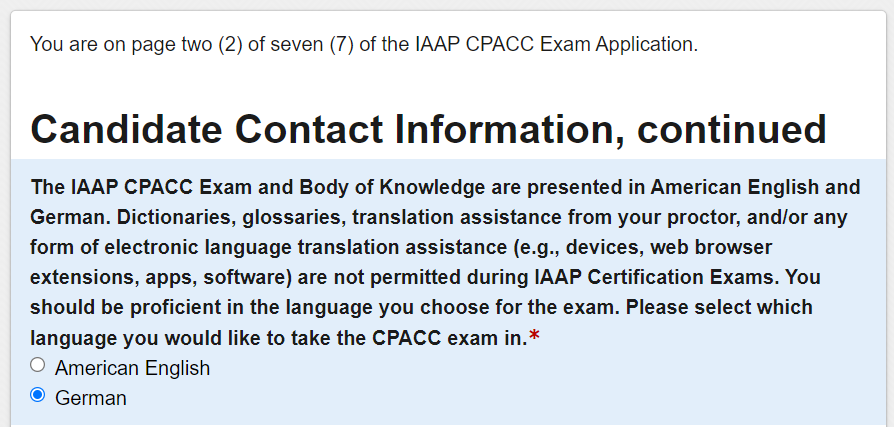 You are on page two (2) of seven (7) of the IAAP CPACC Exam Application.
Candidate Contact Information, continued
The IAAP CPACC Exam and Body of Knowledge are presented in American English and
German. Dictionaries, glossaries, translation assistance from your proctor, and/or any
form of electronic language translation assistance (e.g., devices, web browser
extensions, apps, software) are not permitted during IAAP Certification Exams. You
should be proficient in the language you choose for the exam. Please select which
language you would like to take the CPACC exam in.*
American English
German